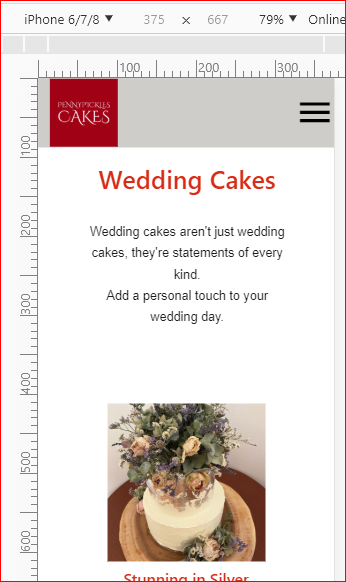 iPhone 6/7/8 ▼ 375 × 667 79% ▼ Online
100 200 300
100
200
300
400
500
600
PENNYPICKLES
CAKES
Wedding Cakes
Wedding cakes aren't just wedding
cakes, they're statements of every
kind.
Add a personal touch to your
wedding day.
Stunning in Silver